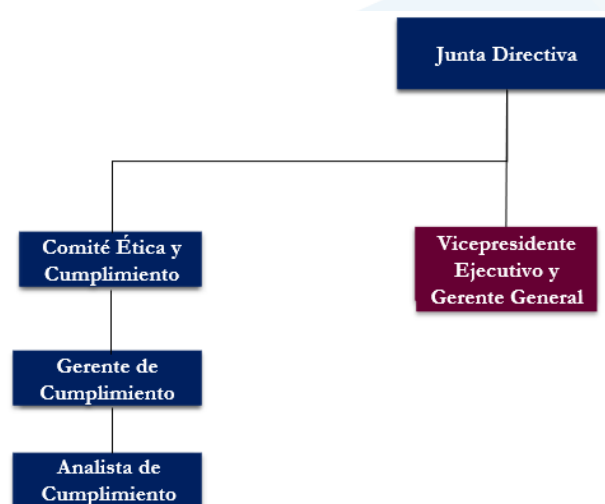 Junta Directiva
Comité Ética y
Cumplimiento
Vicepresidente
Ejecutivo y
Gerente General
Gerente de
Cumplimiento
Analista de
Cumplimiento